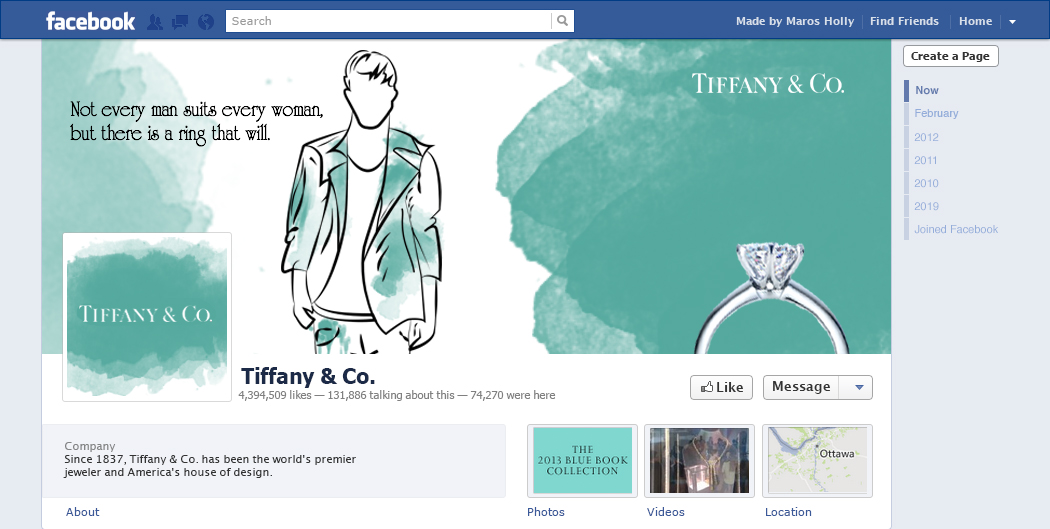 facebook
Search
Made by Maros Holly
Find Friends
Home
Create a Page
Now
February
2012
2011
2010
2019
Joined Facebook
Not every man suits every woman,
but there is a ring that will.
TIFFANY & CO.
TIFFANY & CO.
Tiffany & Co.
4,394,509 likes — 131,886 talking about this — 74,270 were here
Like
Message
Company
Since 1837, Tiffany & Co. has been the world's premier
jeweler and America's house of design.
About
THE
2013 BLUE BOOK
COLLECTION
Ottawa
Photos
Videos
Location